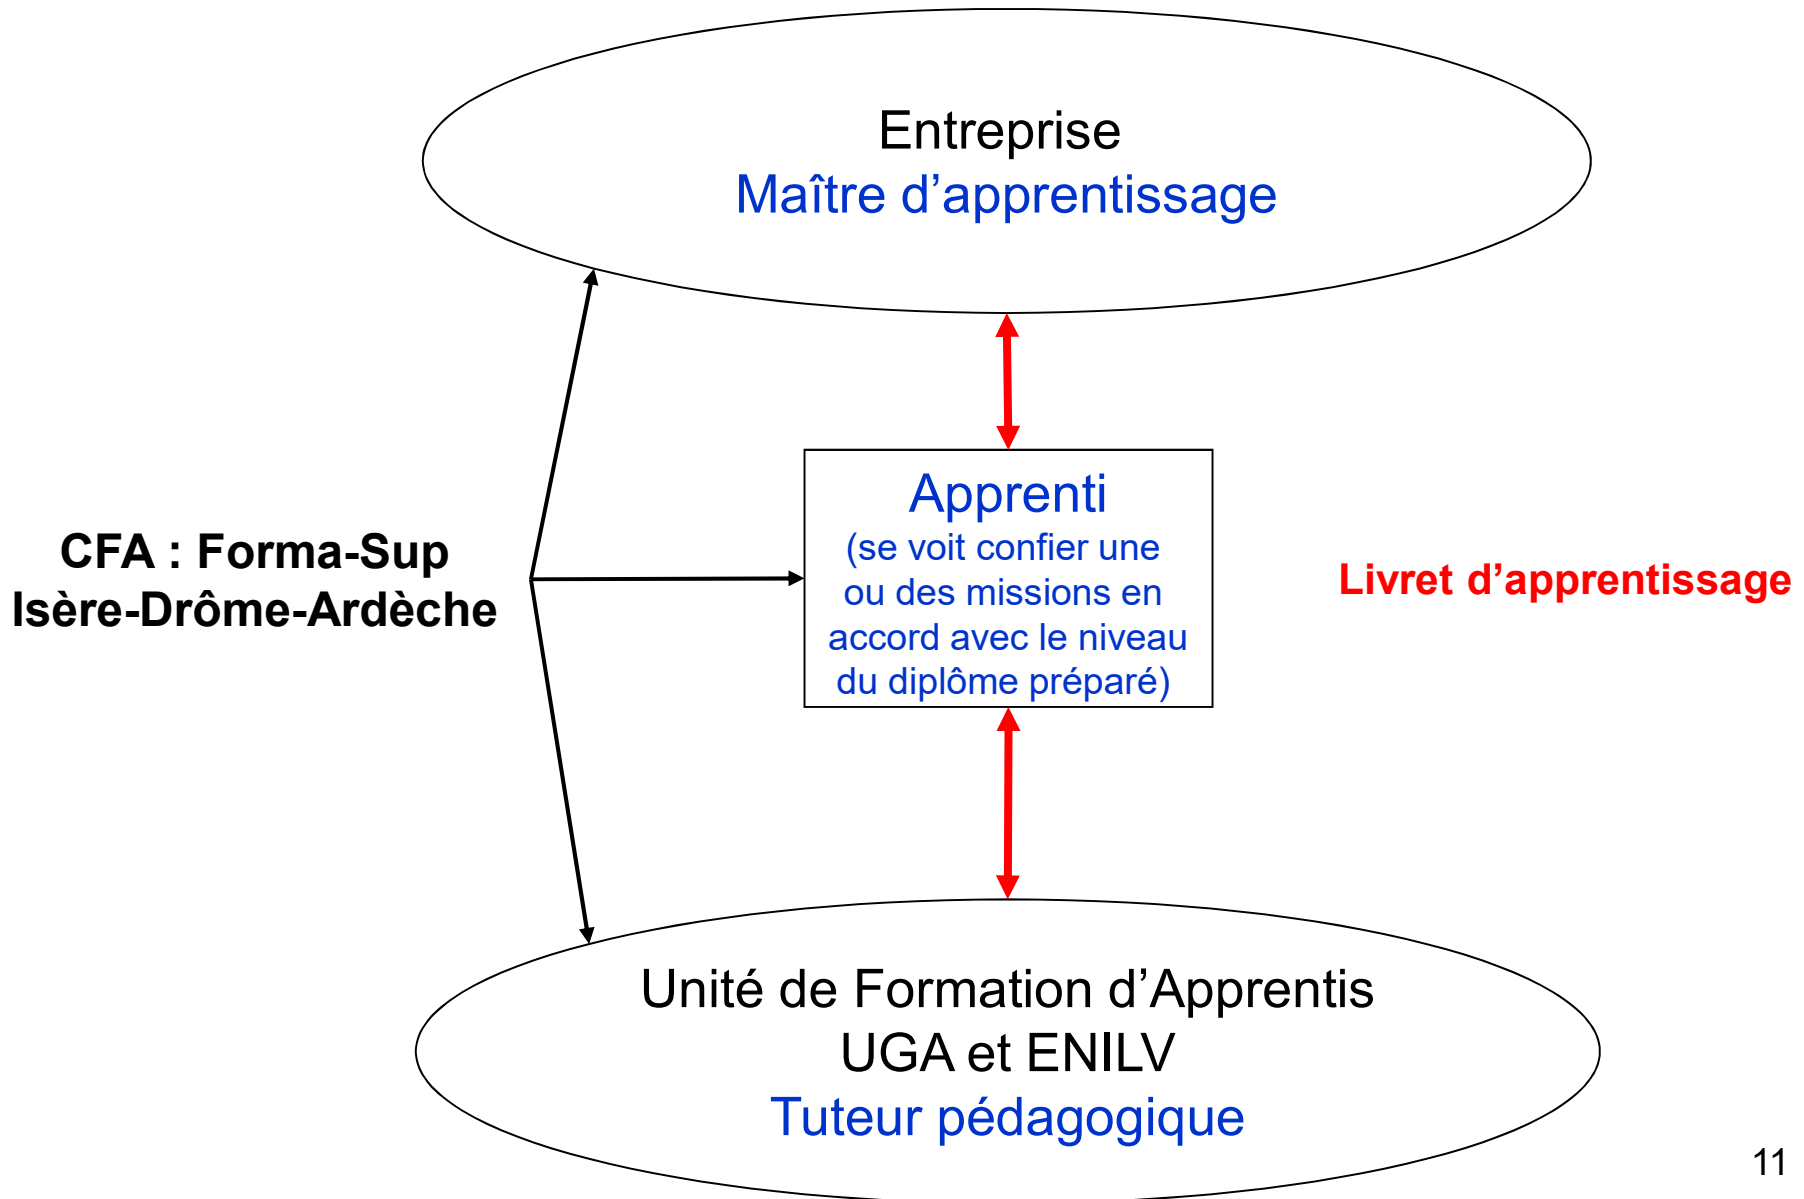 Entreprise
Maître d’apprentissage
CFA : Forma-Sup
Isère-Drôme-Ardèche
Apprenti
(se voit confier une
ou des missions en
accord avec le niveau
du diplôme préparé)
Livret d’apprentissage
Unité de Formation d’Apprentis
UGA et ENILV
Tuteur pédagogique
11